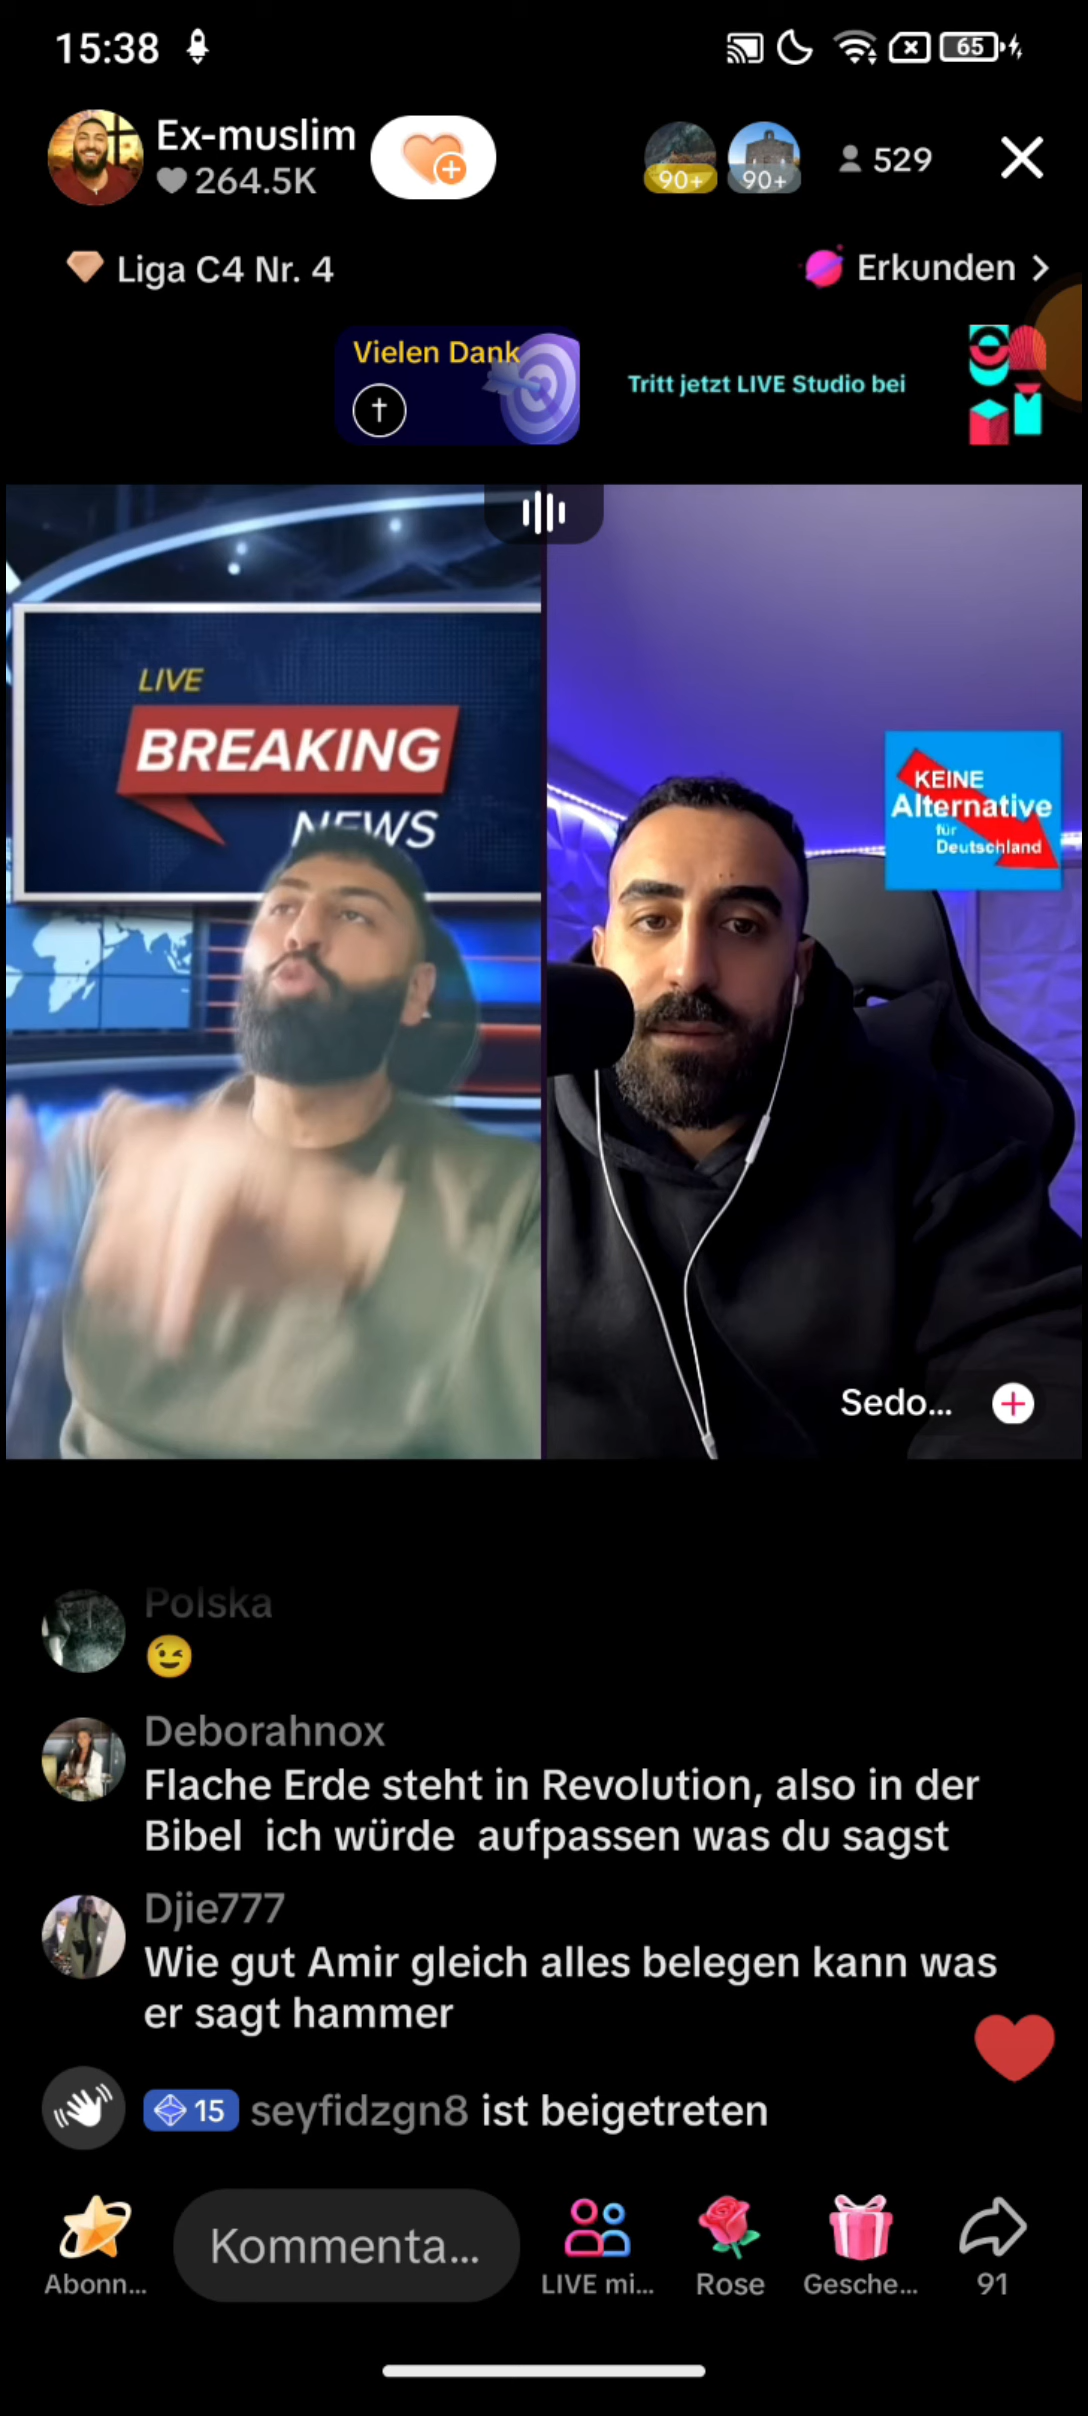 15:38
65
Ex-muslim
264.5K
90+
90+
529
Liga C4 Nr. 4
Erkunden >
Vielen Dank
Tritt jetzt LIVE Studio bei
LIVE
BREAKING
NEWS
KEINE
Alternative
für
Deutschland
Sedo...
Polska
😉
Deborahnox
Flache Erde steht in Revolution, also in der
Bibel  ich würde  aufpassen was du sagst
Djie777
Wie gut Amir gleich alles belegen kann was
er sagt hammer
15 seyfidzgn8 ist beigetreten
Kommenta...
Abonn...
LIVE mi...
Rose
Gesche...
91